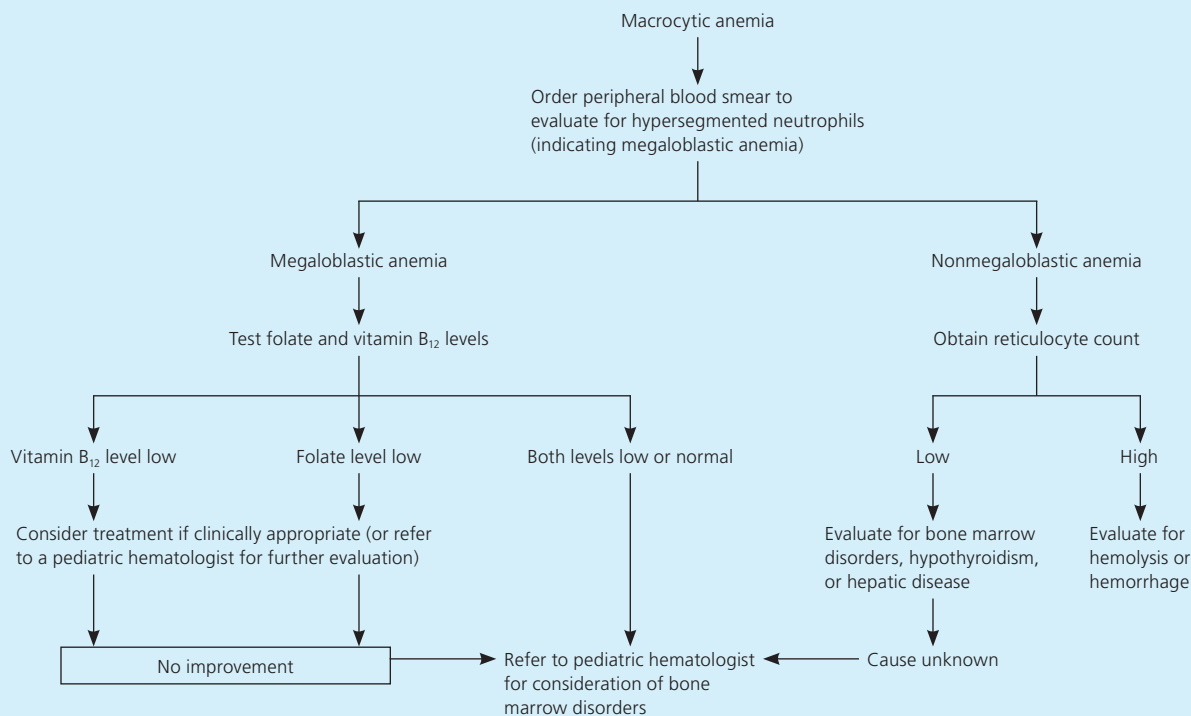 Macrocytic anemia
Order peripheral blood smear to
evaluate for hypersegmented neutrophils
(indicating megaloblastic anemia)
Megaloblastic anemia
Nonmegaloblastic anemia
Test folate and vitamin B₁₂ levels
Obtain reticulocyte count
Vitamin B₁₂ level low
Folate level low
Both levels low or normal
Low
High
Consider treatment if clinically appropriate (or refer
to a pediatric hematologist for further evaluation)
Evaluate for bone marrow
disorders, hypothyroidism,
or hepatic disease
Evaluate for
hemolysis or
hemorrhage
No improvement
Refer to pediatric hematologist
for consideration of bone
marrow disorders
Cause unknown